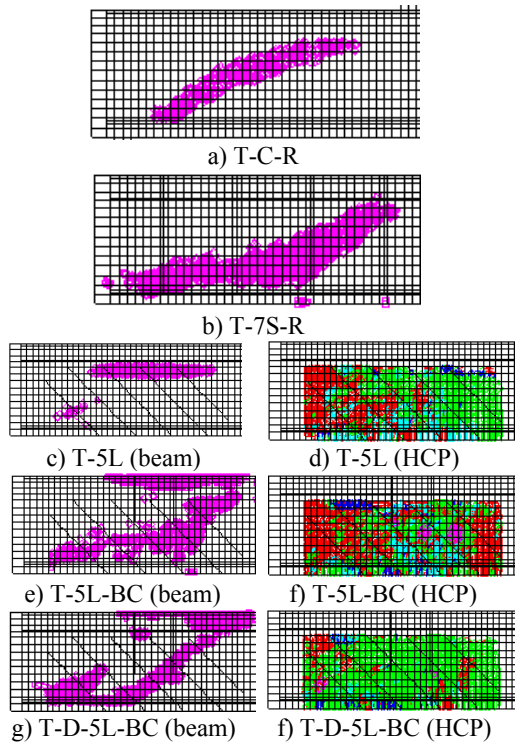 a) T-C-R
b) T-7S-R
c) T-5L (beam) d) T-5L (HCP)
e) T-5L-BC (beam) f) T-5L-BC (HCP)
g) T-D-5L-BC (beam) f) T-D-5L-BC (HCP)